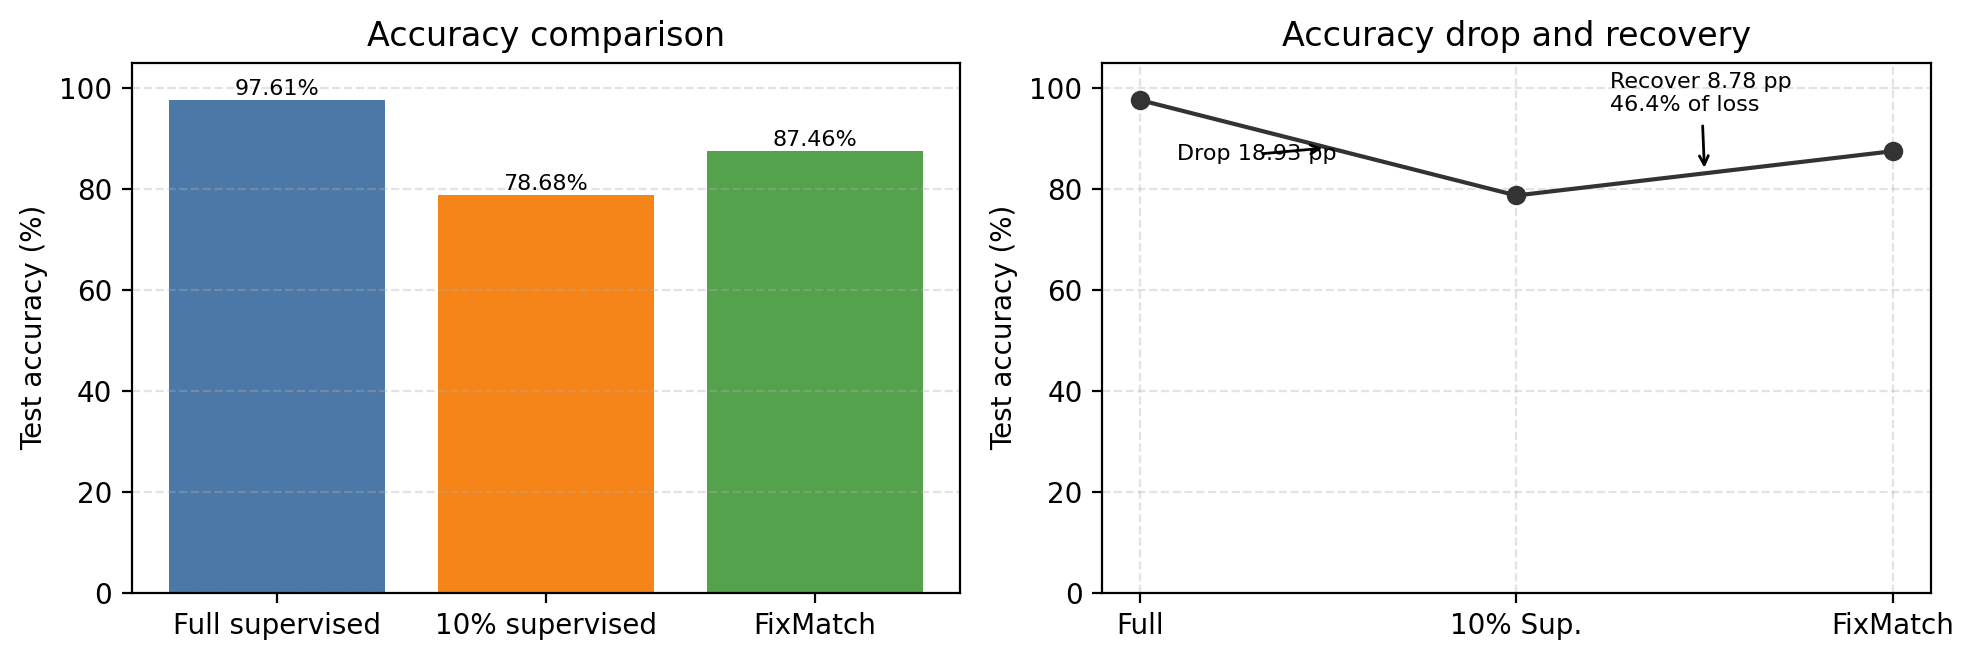 Accuracy comparison
Test accuracy (%)
100
80
60
40
20
0
97.61%
78.68%
87.46%
Full supervised
10% supervised
FixMatch
Accuracy drop and recovery
Test accuracy (%)
100
80
60
40
20
0
Recover 8.78 pp
46.4% of loss
Drop 18.93 pp
Full
10% Sup.
FixMatch